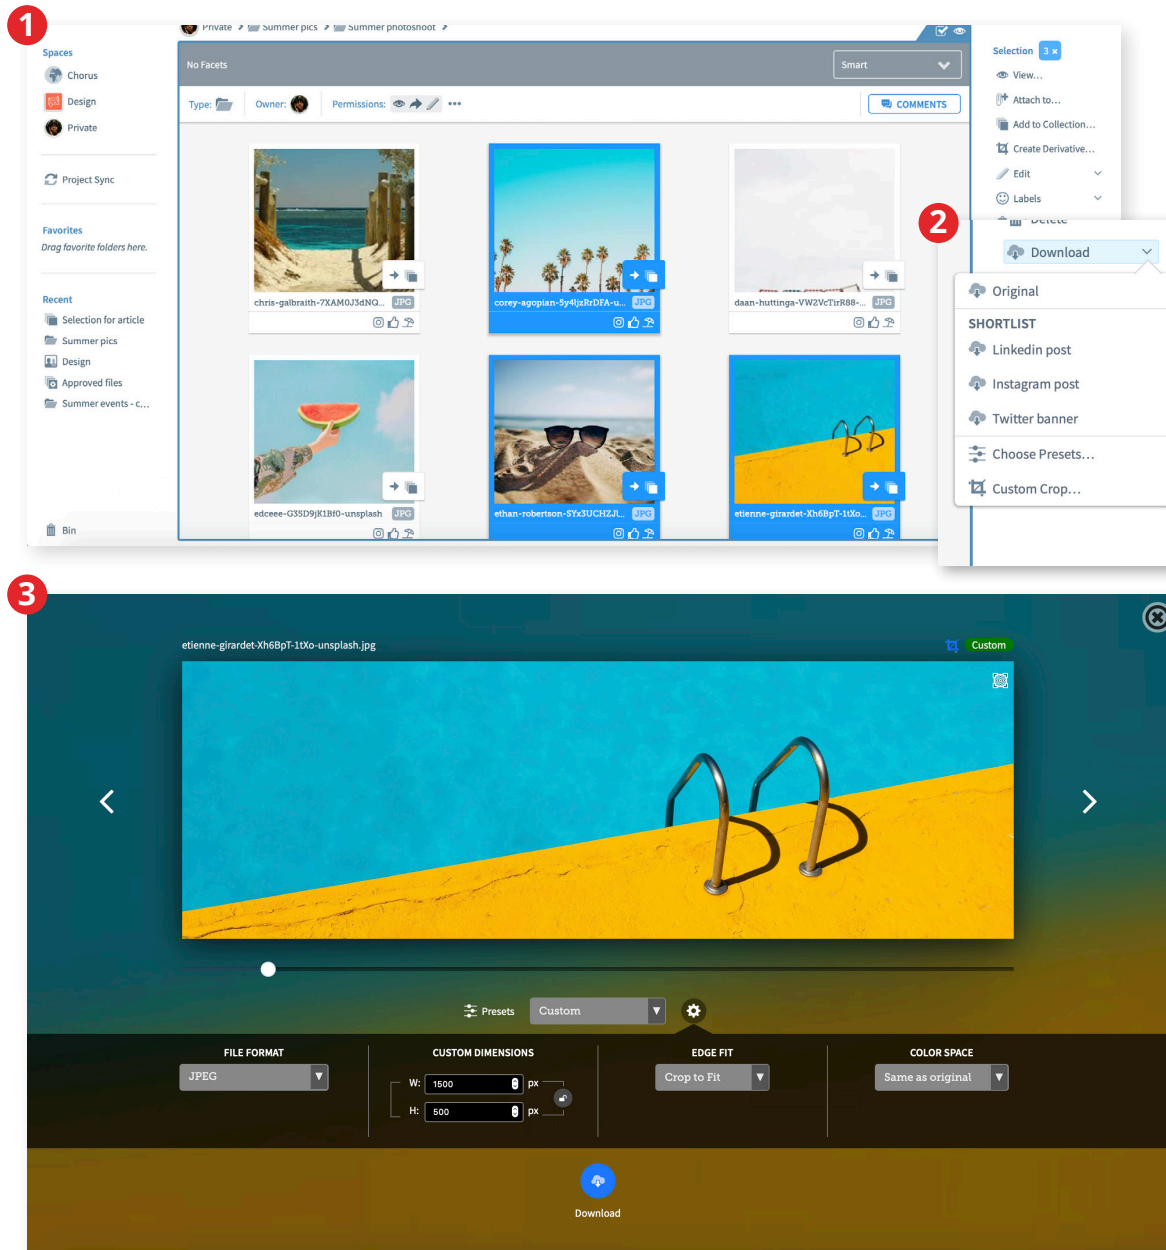 1
Private > Summer pics > Summer photoshoot >
Spaces
Chorus
Design
Private
Project Sync
Favorites
Drag favorite folders here.
Recent
Selection for article
Summer pics
Design
Approved files
Summer events - c...
Bin
No Facets
Smart
Type:
Owner:
Permissions:
COMMENTS
chris-galbraith-7XAM0J3dNQ... JPG
corey-agopian-5y4ljzRrDFA-u... JPG
daan-huttinga-VW2VcTirR88-... JPG
edceee-G35D9jK1Bf0-unsplash JPG
ethan-robertson-SYx3UCHZJl... JPG
etienne-girardet-Xh6BpT-1tXo... JPG
Selection 3 x
View...
Attach to...
Add to Collection...
Create Derivative...
Edit
Labels
2
Delete
Download
Original
SHORTLIST
Linkedin post
Instagram post
Twitter banner
Choose Presets...
Custom Crop...
3
etienne-girardet-Xh6BpT-1tXo-unsplash.jpg
Custom
Presets
Custom
FILE FORMAT
JPEG
CUSTOM DIMENSIONS
W: 1500 px
H: 500 px
EDGE FIT
Crop to Fit
COLOR SPACE
Same as original
Download